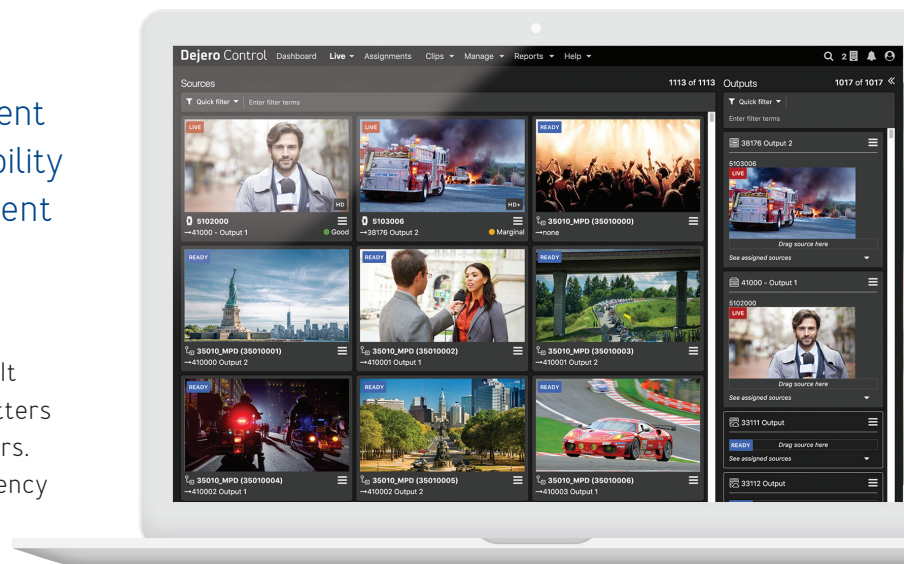 ent
bility
ent
It
tters
rs.
ency
Dejero Control Dashboard Live Assignments Clips Manage Reports Help 2
Sources 1113 of 1113
Quick filter Enter filter terms
LIVE LIVE READY
HD HD+
5102000 5103006 35010_MPD (35010000)
→41000 - Output 1 Good →38176 Output 2 Marginal →none
READY READY READY
35010_MPD (35010001) 35010_MPD (35010002) 35010_MPD (35010003)
→410000 Output 2 →410001 Output 1 →410001 Output 2
READY READY READY
35010_MPD (35010004) 35010_MPD (35010005) 35010_MPD (35010006)
→410002 Output 1 →410002 Output 2 →410003 Output 1
Outputs 1017 of 1017 «
Quick filter
Enter filter terms
38176 Output 2
5103006
LIVE
Drag source here
See assigned sources
41000 - Output 1
5102000
LIVE
Drag source here
See assigned sources
33111 Output
READY Drag source here
See assigned sources
33112 Output